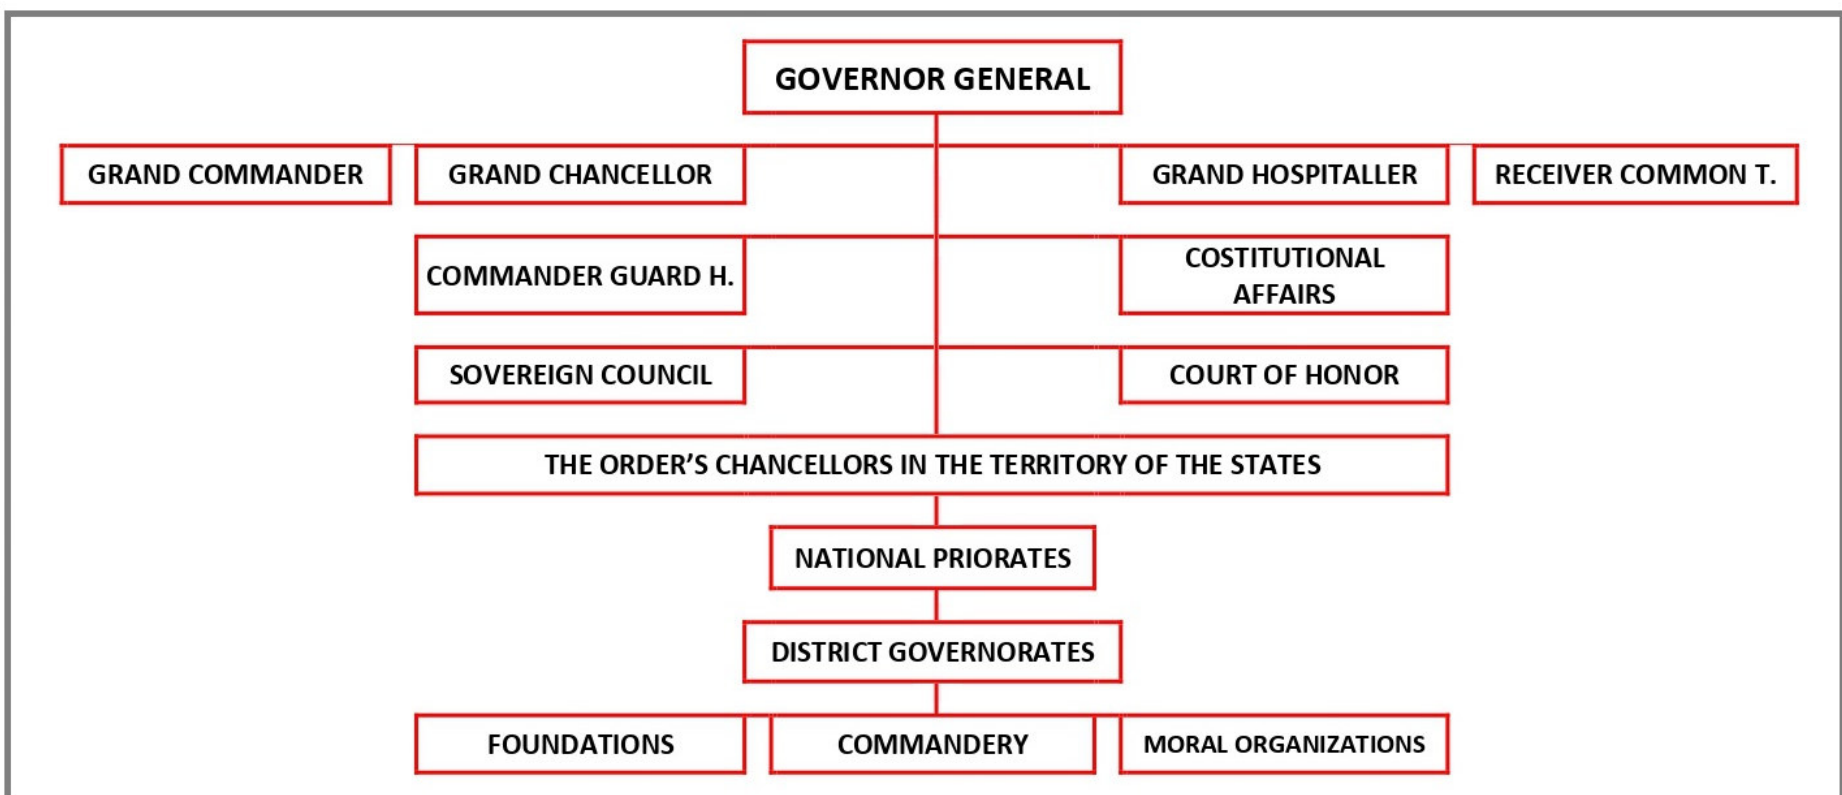 GOVERNOR GENERAL
GRAND COMMANDER
GRAND CHANCELLOR
GRAND HOSPITALLER
RECEIVER COMMON T.
COMMANDER GUARD H.
COSTITUTIONAL
AFFAIRS
SOVEREIGN COUNCIL
COURT OF HONOR
THE ORDER’S CHANCELLORS IN THE TERRITORY OF THE STATES
NATIONAL PRIORATES
DISTRICT GOVERNORATES
FOUNDATIONS
COMMANDERY
MORAL ORGANIZATIONS